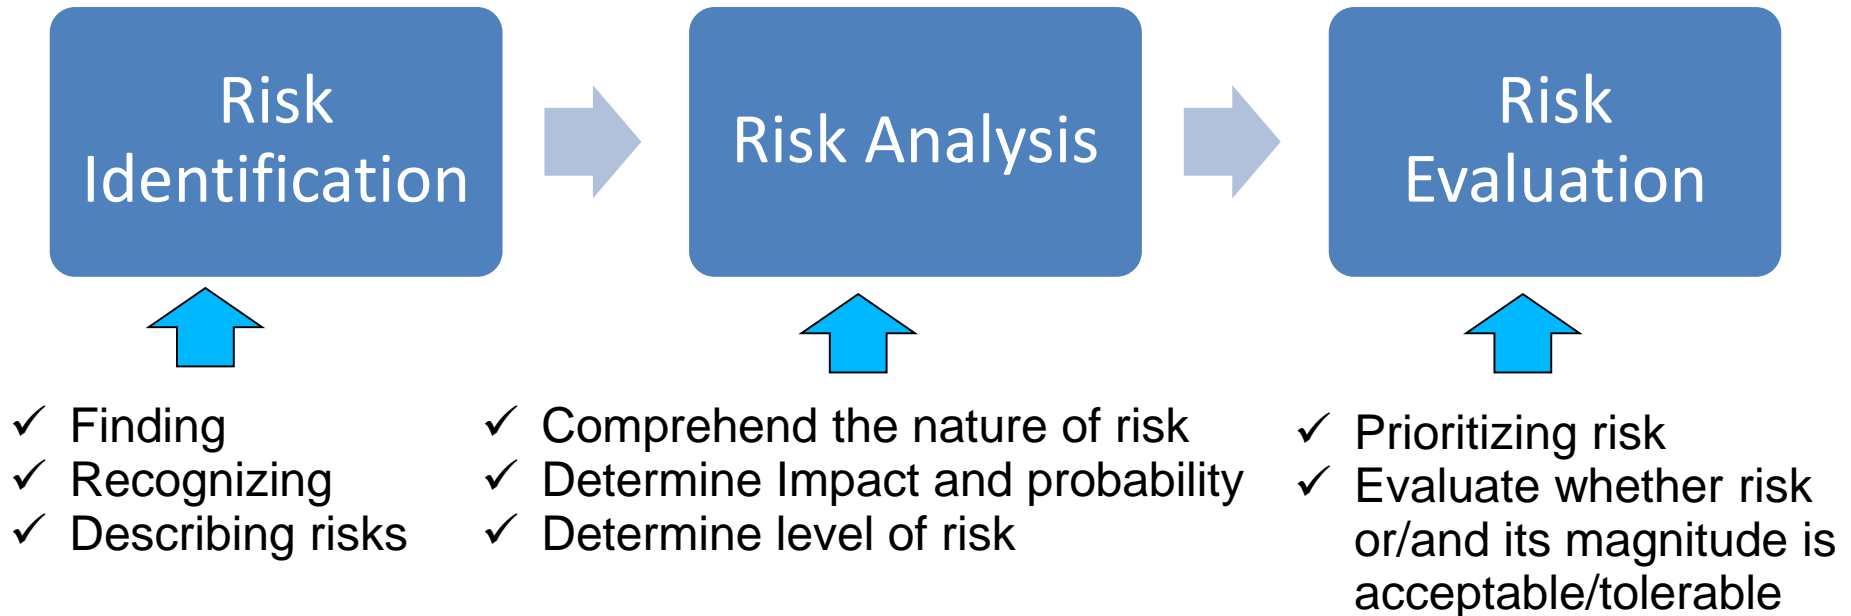 Risk
Identification
Risk Analysis
Risk
Evaluation
✓ Finding
✓ Recognizing
✓ Describing risks
✓ Comprehend the nature of risk
✓ Determine Impact and probability
✓ Determine level of risk
✓ Prioritizing risk
✓ Evaluate whether risk
or/and its magnitude is
acceptable/tolerable